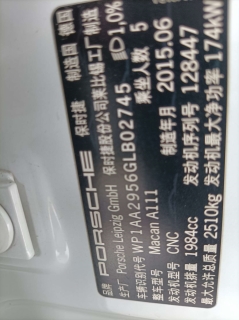 品牌 PORSCHE 保时捷 制造国 德国
生产厂 Porsche Leipzig GmbH 保时捷股份公司莱比锡工厂制造
车辆识别代号 WP1AA2956GLB02745 1,0%
整车型号 Macan A111 乘坐人数 5
发动机型号 CNC 制造年月 2015.06
发动机排量 1984cc 发动机序列号 128447
最大允许总质量 2510kg 发动机最大净功率 174kW